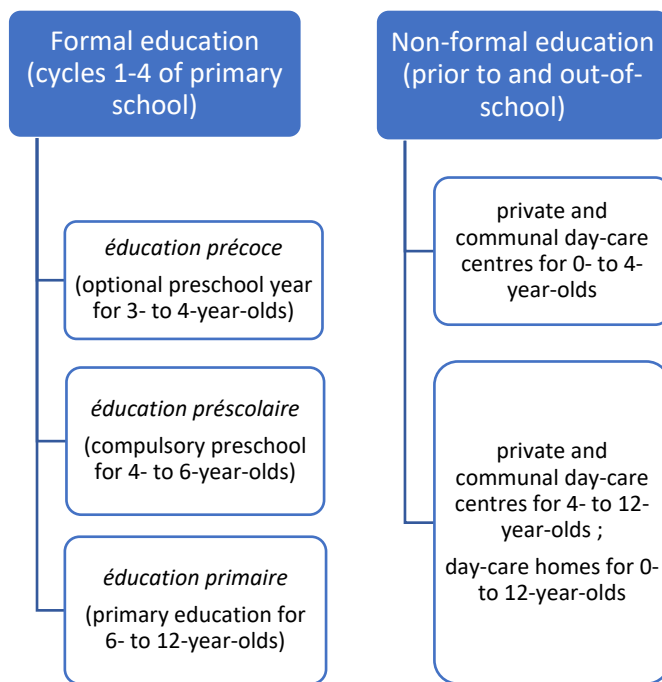 Formal education
(cycles 1-4 of primary
school)
éducation précoce
(optional preschool year
for 3- to 4-year-olds)
éducation préscolaire
(compulsory preschool
for 4- to 6-year-olds)
éducation primaire
(primary education for
6- to 12-year-olds)
Non-formal education
(prior to and out-of-
school)
private and
communal day-care
centres for 0- to 4-
year-olds
private and
communal day-care
centres for 4- to 12-
year-olds ;
day-care homes for 0-
to 12-year-olds